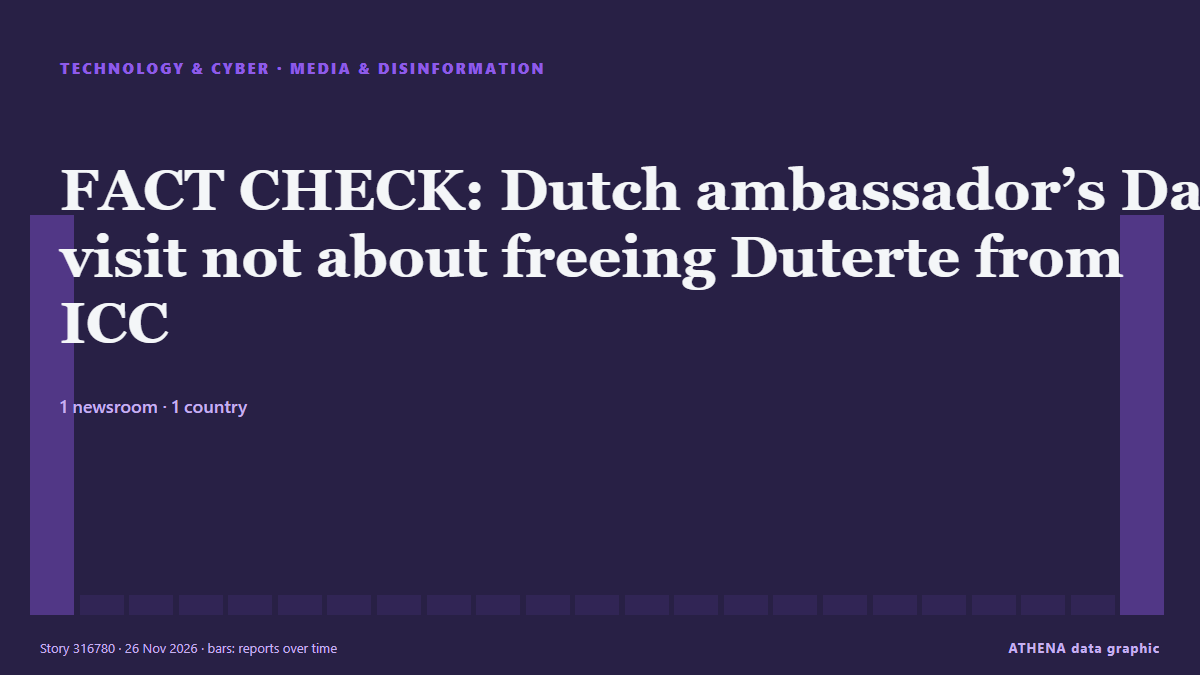 TECHNOLOGY & CYBER · MEDIA & DISINFORMATION
FACT CHECK: Dutch ambassador’s Da
visit not about freeing Duterte from
ICC
1 newsroom · 1 country
Story 316780 · 26 Nov 2026 · bars: reports over time
ATHENA data graphic